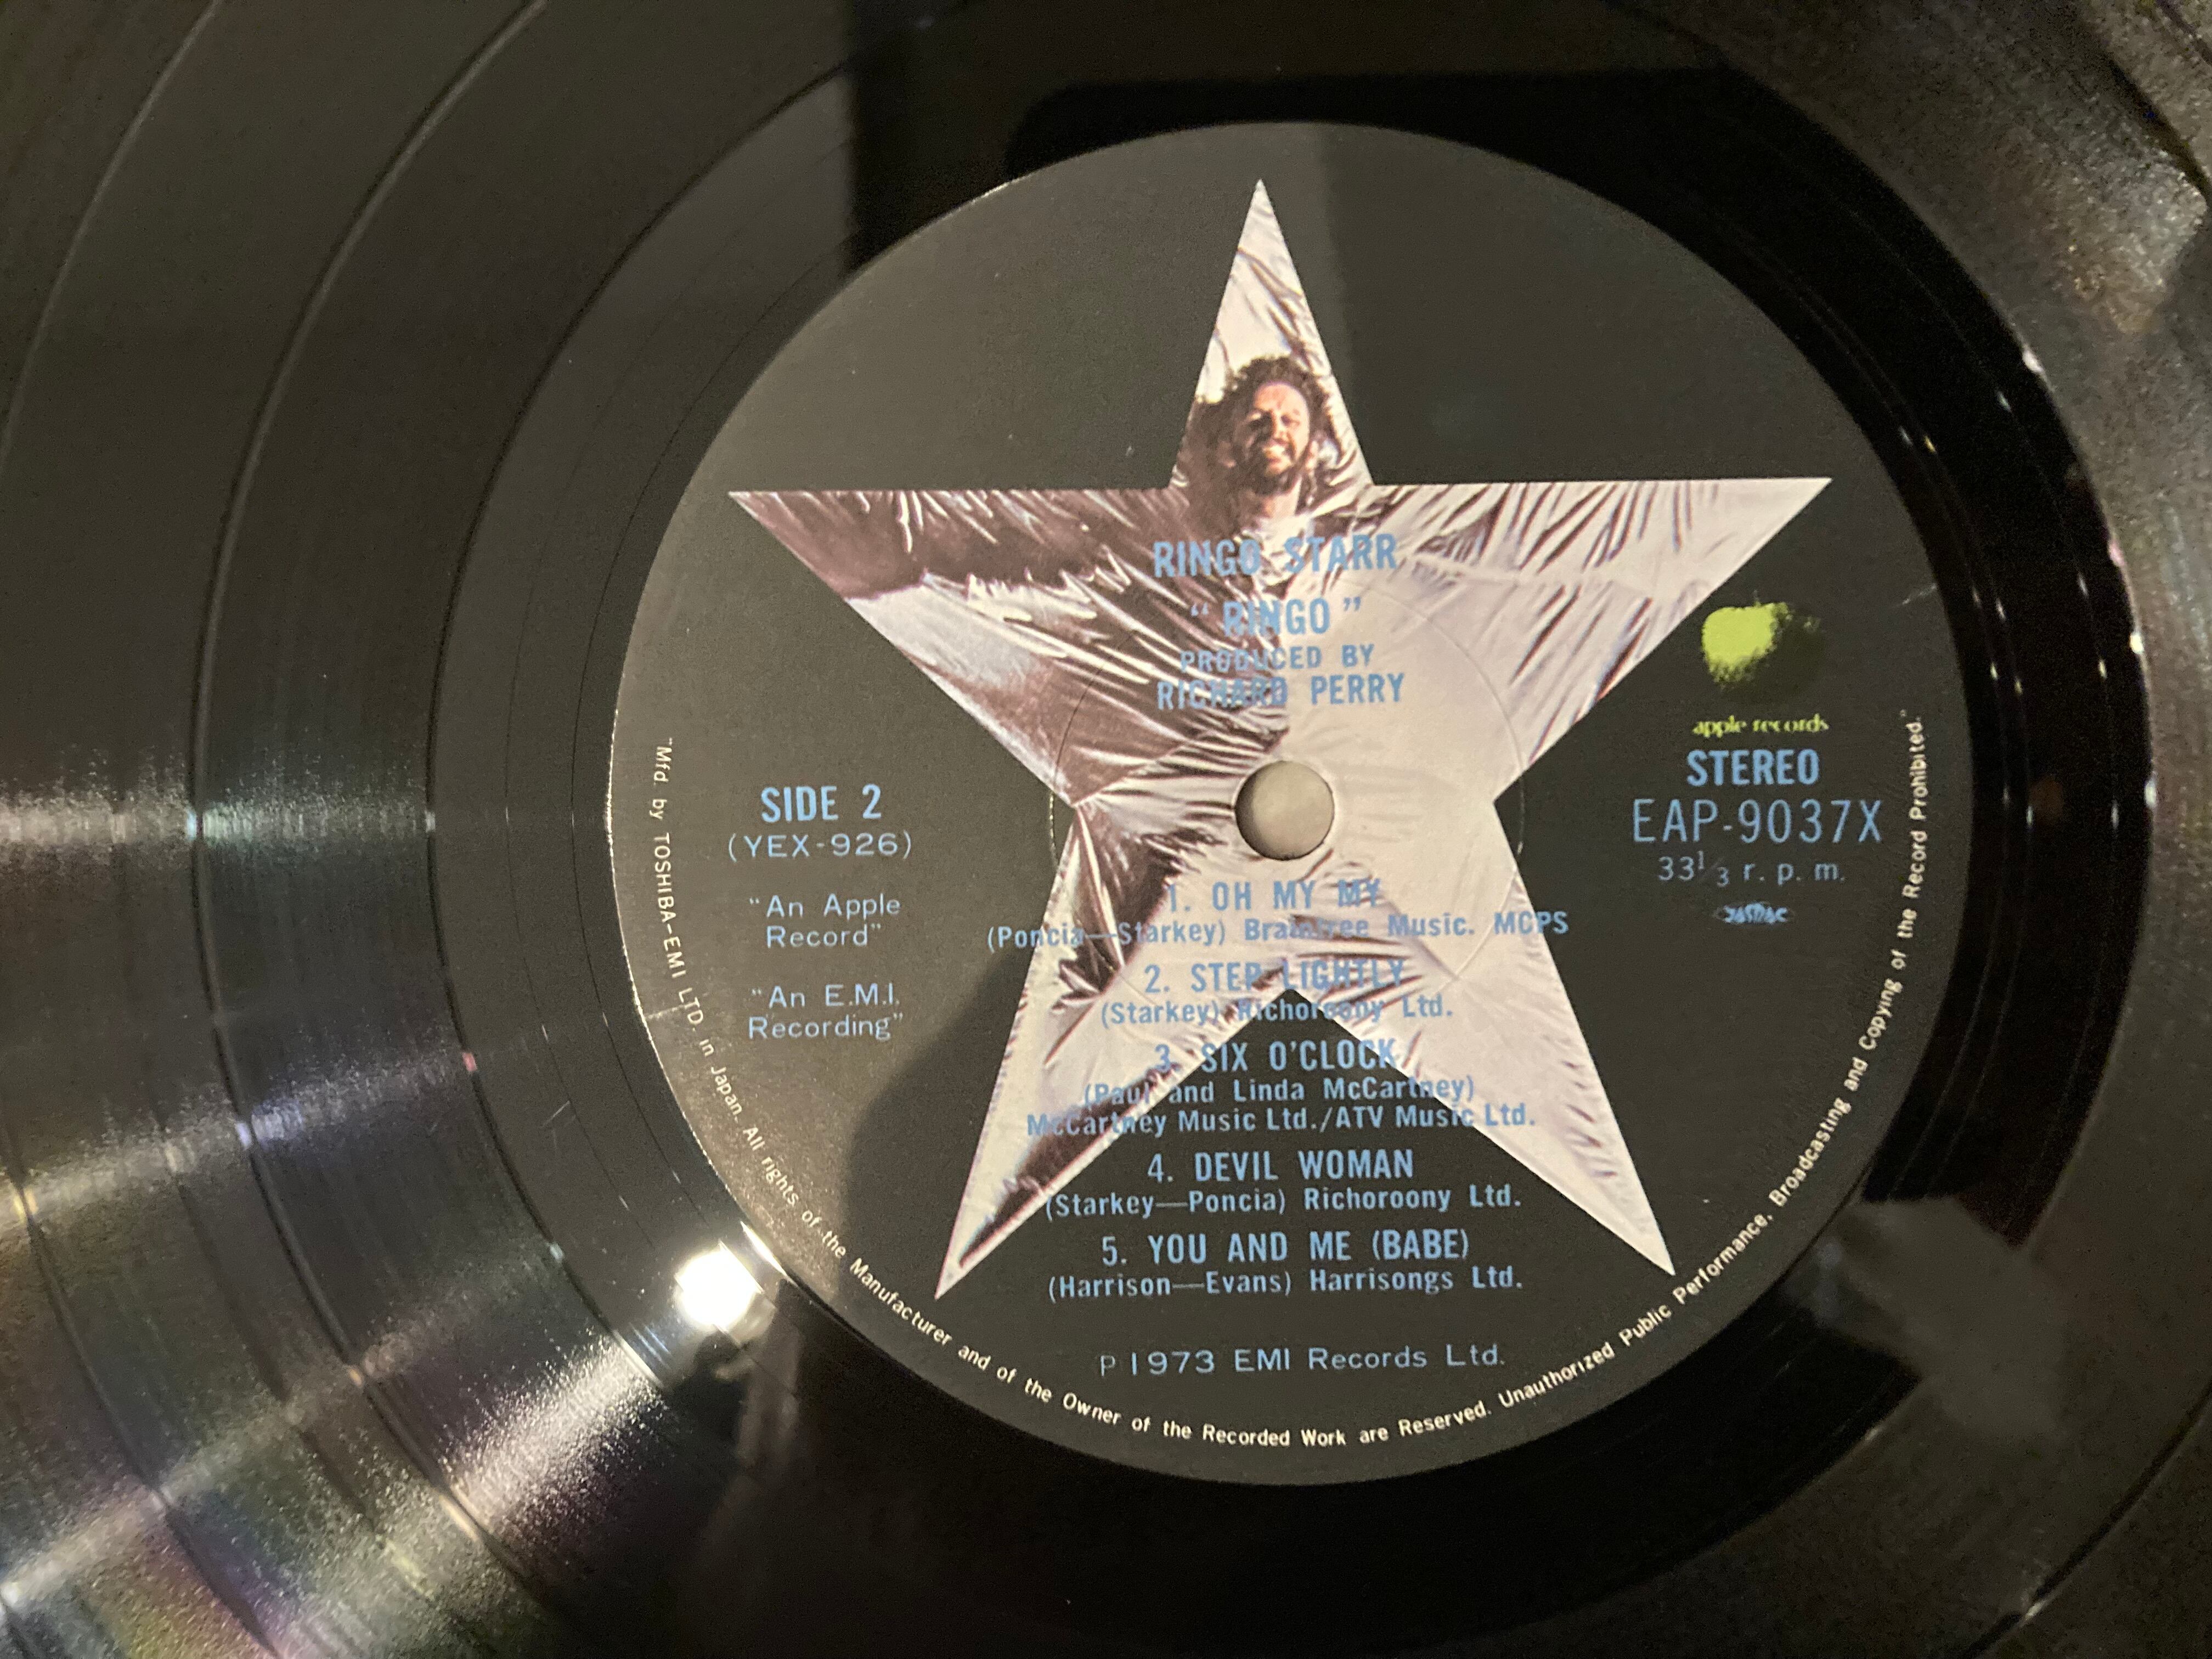 RINGO STARR
"RINGO"
PRODUCED BY
RICHARD PERRY
SIDE 2
(YEX-926)
"An Apple
Record"
"An E.M.I.
Recording"
apple records
STEREO
EAP-9037X
33 1/3 r. p. m.
JASRAC
1. OH MY MY
(Poncia—Starkey) Braintree Music. MCPS
2. STEP LIGHTLY
(Starkey) Richoroony Ltd.
3. SIX O'CLOCK
(Paul and Linda McCartney)
McCartney Music Ltd./ATV Music Ltd.
4. DEVIL WOMAN
(Starkey—Poncia) Richoroony Ltd.
5. YOU AND ME (BABE)
(Harrison—Evans) Harrisongs Ltd.
P 1973 EMI Records Ltd.
"Mfd. by TOSHIBA-EMI LTD. in Japan. All rights of the Manufacturer and of the Owner of the Recorded Work are Reserved. Unauthorized Public Performance. Broadcasting and Copying of the Record Prohibited."